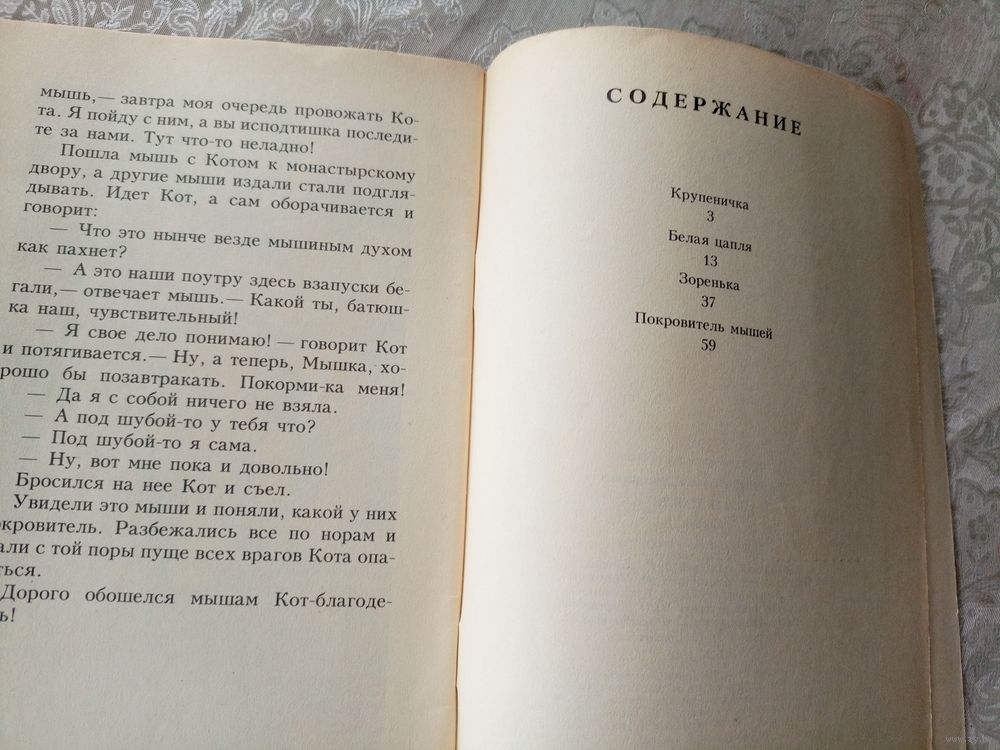 мышь,— завтра моя очередь провожать Ко-
та. Я пойду с ним, а вы исподтишка последи-
те за нами. Тут что-то неладно!
Пошла мышь с Котом к монастырскому
двору, а другие мыши издали стали подгля-
дывать. Идет Кот, а сам оборачивается и
говорит:
— Что это нынче везде мышиным духом
как пахнет?
— А это наши поутру здесь взапуски бе-
гали,— отвечает мышь.— Какой ты, батюш-
ка наш, чувствительный!
— Я свое дело понимаю! — говорит Кот
и потягивается.— Ну, а теперь, Мышка, хо-
рошо бы позавтракать. Покорми-ка меня!
— Да я с собой ничего не взяла.
— А под шубой-то у тебя что?
— Под шубой-то я сама.
— Ну, вот мне пока и довольно!
Бросился на нее Кот и съел.
Увидели это мыши и поняли, какой у них
окровитель. Разбежались все по норам и
али с той поры пуще всех врагов Кота опа-
ться.
Дорого обошелся мышам Кот-благоде-
ь!
СОДЕРЖАНИЕ
Крупеничка
3
Белая цапля
13
Зоренька
37
Покровитель мышей
59